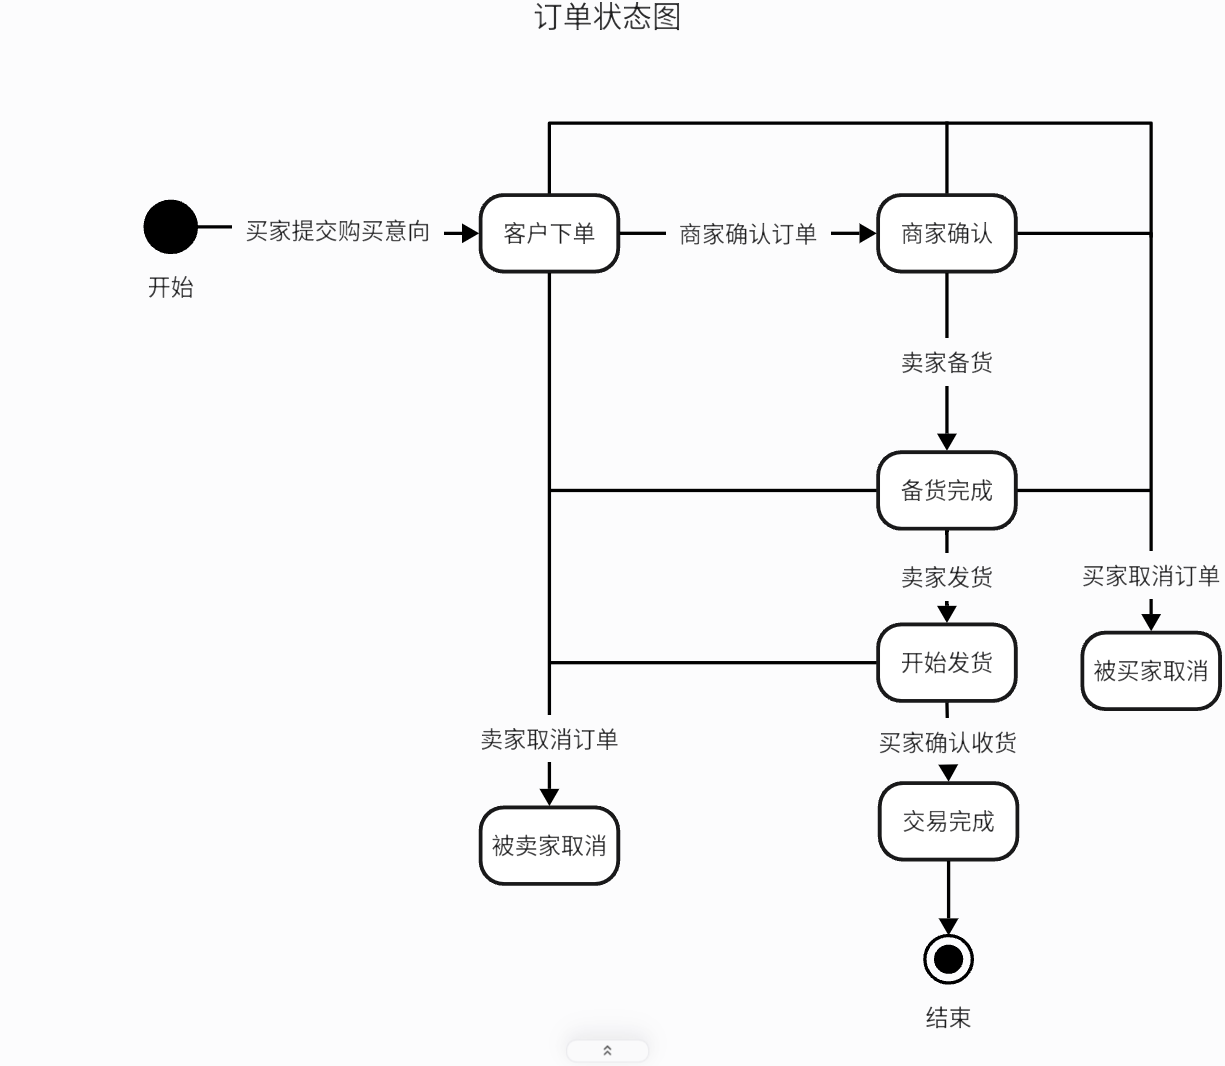 订单状态图
买家提交购买意向
客户下单
商家确认订单
商家确认
开始
卖家备货
备货完成
卖家发货
买家取消订单
开始发货
被买家取消
卖家取消订单
买家确认收货
交易完成
被卖家取消
结束